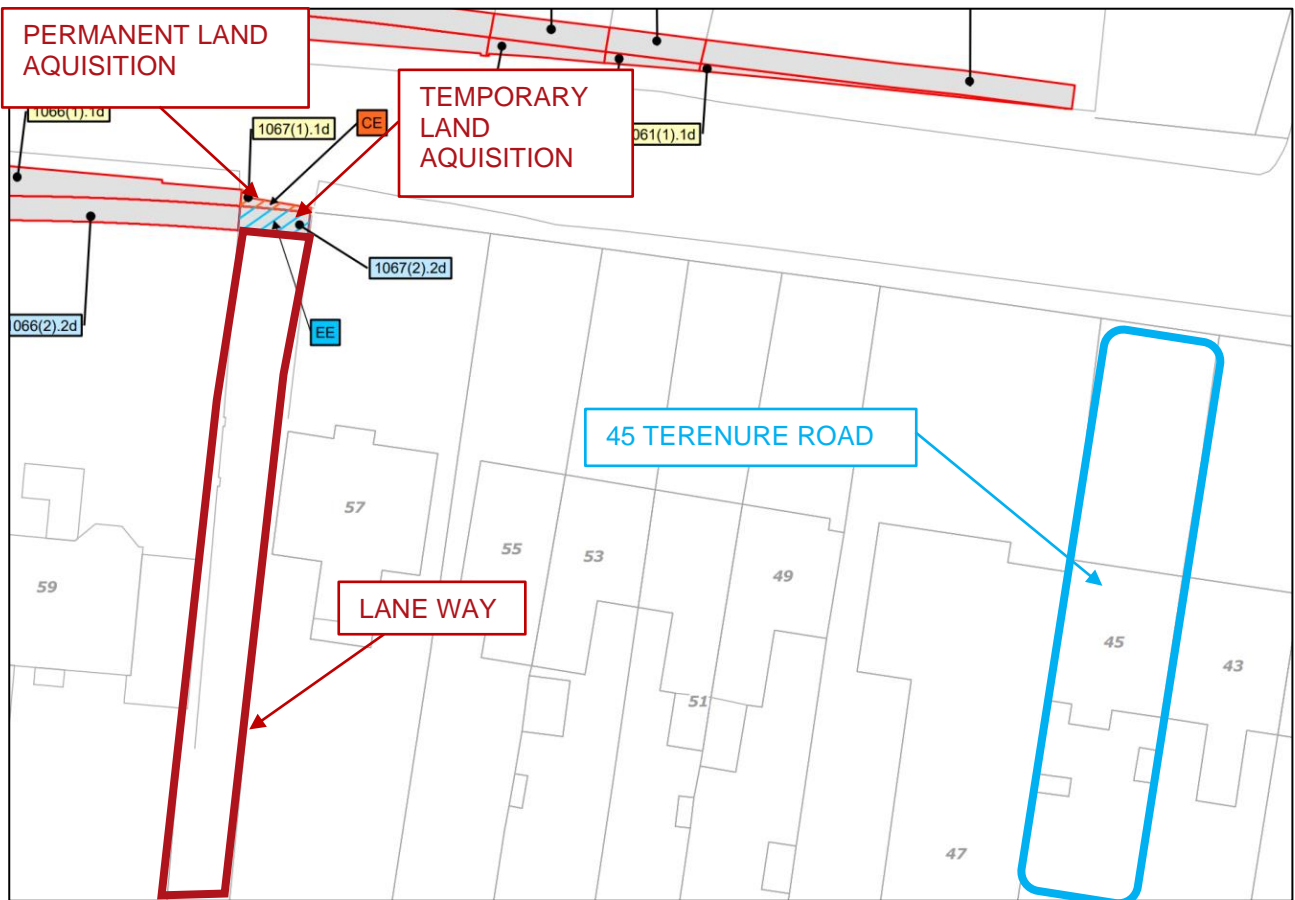 PERMANENT LAND
AQUISITION
1066(1).1d
1067(1).1d
CE
TEMPORARY
LAND
AQUISITION
061(1).1d
1067(2).2d
066(2).2d
EE
45 TERENURE ROAD
57
55
53
49
59
LANE WAY
45
43
51
47